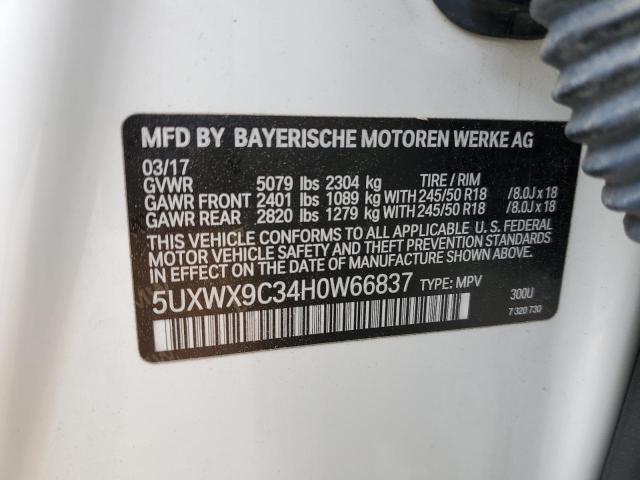 MFD BY BAYERISCHE MOTOREN WERKE AG
03/17
GVWR 5079 lbs 2304 kg TIRE / RIM
GAWR FRONT 2401 lbs 1089 kg WITH 245/50 R18 /8.0J x 18
GAWR REAR 2820 lbs 1279 kg WITH 245/50 R18 /8.0J x 18
THIS VEHICLE CONFORMS TO ALL APPLICABLE U. S. FEDERAL
MOTOR VEHICLE SAFETY AND THEFT PREVENTION STANDARDS
IN EFFECT ON THE DATE OF MANUFACTURE SHOWN ABOVE.
5UXWX9C34H0W66837 TYPE: MPV 300U
7 320 730